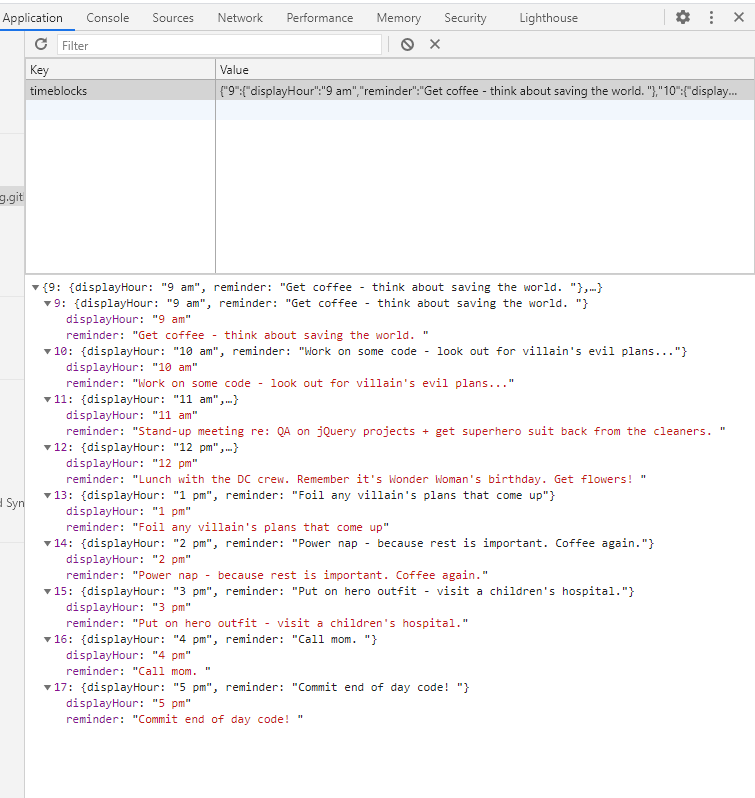 Application Console Sources Network Performance Memory Security Lighthouse
Filter
Key Value
timeblocks {"9":{"displayHour":"9 am","reminder":"Get coffee - think about saving the world. "},"10":{"display...
g.gitl
d Syn
{9: {displayHour: "9 am", reminder: "Get coffee - think about saving the world. "},…}
9: {displayHour: "9 am", reminder: "Get coffee - think about saving the world. "}
displayHour: "9 am"
reminder: "Get coffee - think about saving the world. "
10: {displayHour: "10 am", reminder: "Work on some code - look out for villain's evil plans..."}
displayHour: "10 am"
reminder: "Work on some code - look out for villain's evil plans..."
11: {displayHour: "11 am",…}
displayHour: "11 am"
reminder: "Stand-up meeting re: QA on jQuery projects + get superhero suit back from the cleaners. "
12: {displayHour: "12 pm",…}
displayHour: "12 pm"
reminder: "Lunch with the DC crew. Remember it's Wonder Woman's birthday. Get flowers! "
13: {displayHour: "1 pm", reminder: "Foil any villain's plans that come up"}
displayHour: "1 pm"
reminder: "Foil any villain's plans that come up"
14: {displayHour: "2 pm", reminder: "Power nap - because rest is important. Coffee again."}
displayHour: "2 pm"
reminder: "Power nap - because rest is important. Coffee again."
15: {displayHour: "3 pm", reminder: "Put on hero outfit - visit a children's hospital."}
displayHour: "3 pm"
reminder: "Put on hero outfit - visit a children's hospital."
16: {displayHour: "4 pm", reminder: "Call mom. "}
displayHour: "4 pm"
reminder: "Call mom. "
17: {displayHour: "5 pm", reminder: "Commit end of day code! "}
displayHour: "5 pm"
reminder: "Commit end of day code! "